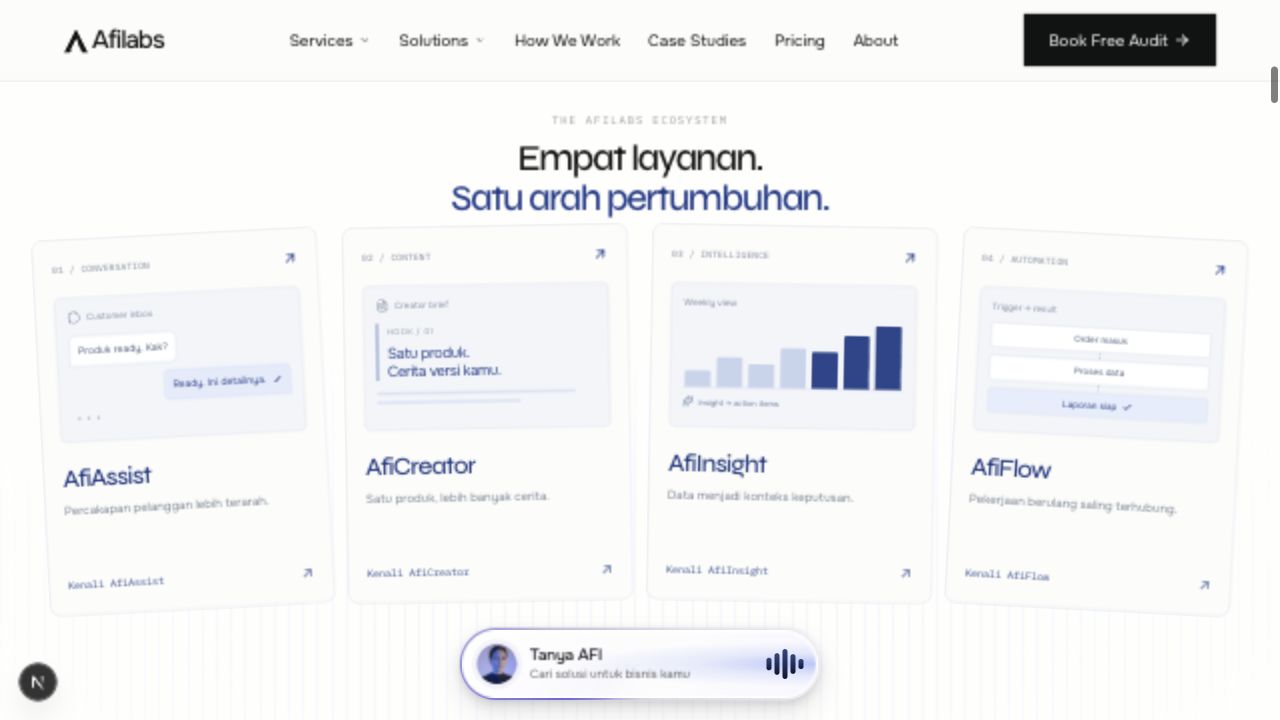 Afilabs
Services
Solutions
How We Work
Case Studies
Pricing
About
Book Free Audit →
THE AFILABS ECOSYSTEM
Empat layanan.
Satu arah pertumbuhan.
01 / CONVERSATION
Customer inbox
Produk ready, Kak?
Ready. Ini detailnya. ✓
AfiAssist
Percakapan pelanggan lebih terarah.
Kenali AfiAssist
02 / CONTENT
Creator brief
HOOK / 01
Satu produk.
Cerita versi kamu.
AfiCreator
Satu produk, lebih banyak cerita.
Kenali AfiCreator
03 / INTELLIGENCE
Weekly view
Insight → action items
AfiInsight
Data menjadi konteks keputusan.
Kenali AfiInsight
04 / AUTOMATION
Trigger → result
Order masuk
Proses data
Laporan siap ✓
AfiFlow
Pekerjaan berulang saling terhubung.
Kenali AfiFlow
Tanya AFI
Cari solusi untuk bisnis kamu
N